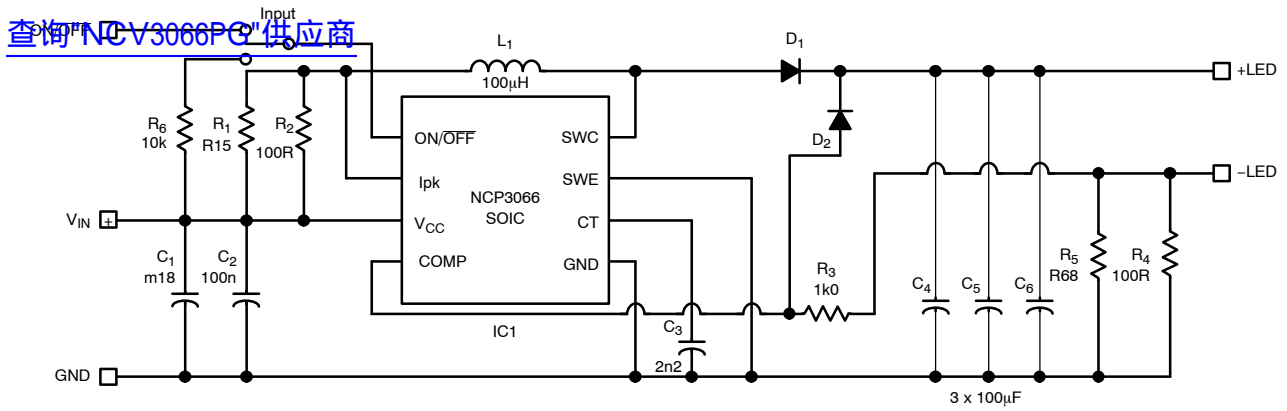 Input
ON/OFF
查询"NCV3066PG"供应商
L1
100μH
D1
+LED
R6
10k
R1
R15
R2
100R
ON/OFF
SWC
D2
Ipk
SWE
−LED
NCP3066
SOIC
VIN
+
VCC
CT
COMP
GND
C1
m18
C2
100n
R3
1k0
R5
R68
R4
100R
C4
C5
C6
IC1
C3
2n2
GND
3 x 100μF